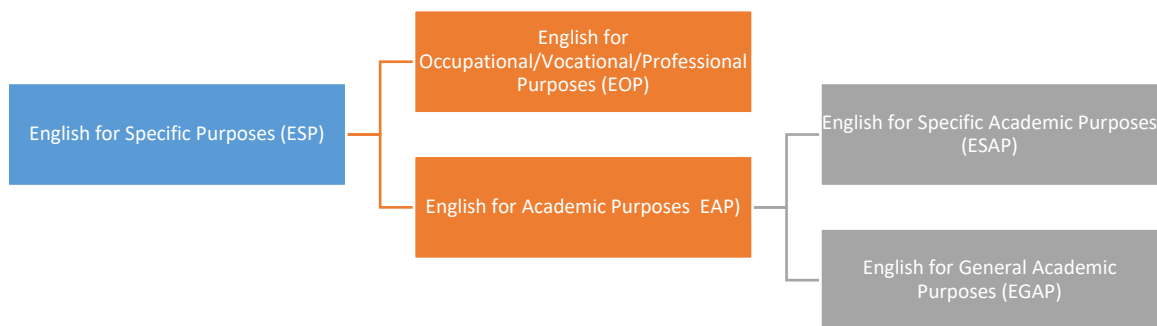 English for
Occupational/Vocational/Professional
Purposes (EOP)
English for Specific Purposes (ESP)
English for Specific Academic Purposes
(ESAP)
English for Academic Purposes  EAP)
English for General Academic
Purposes (EGAP)